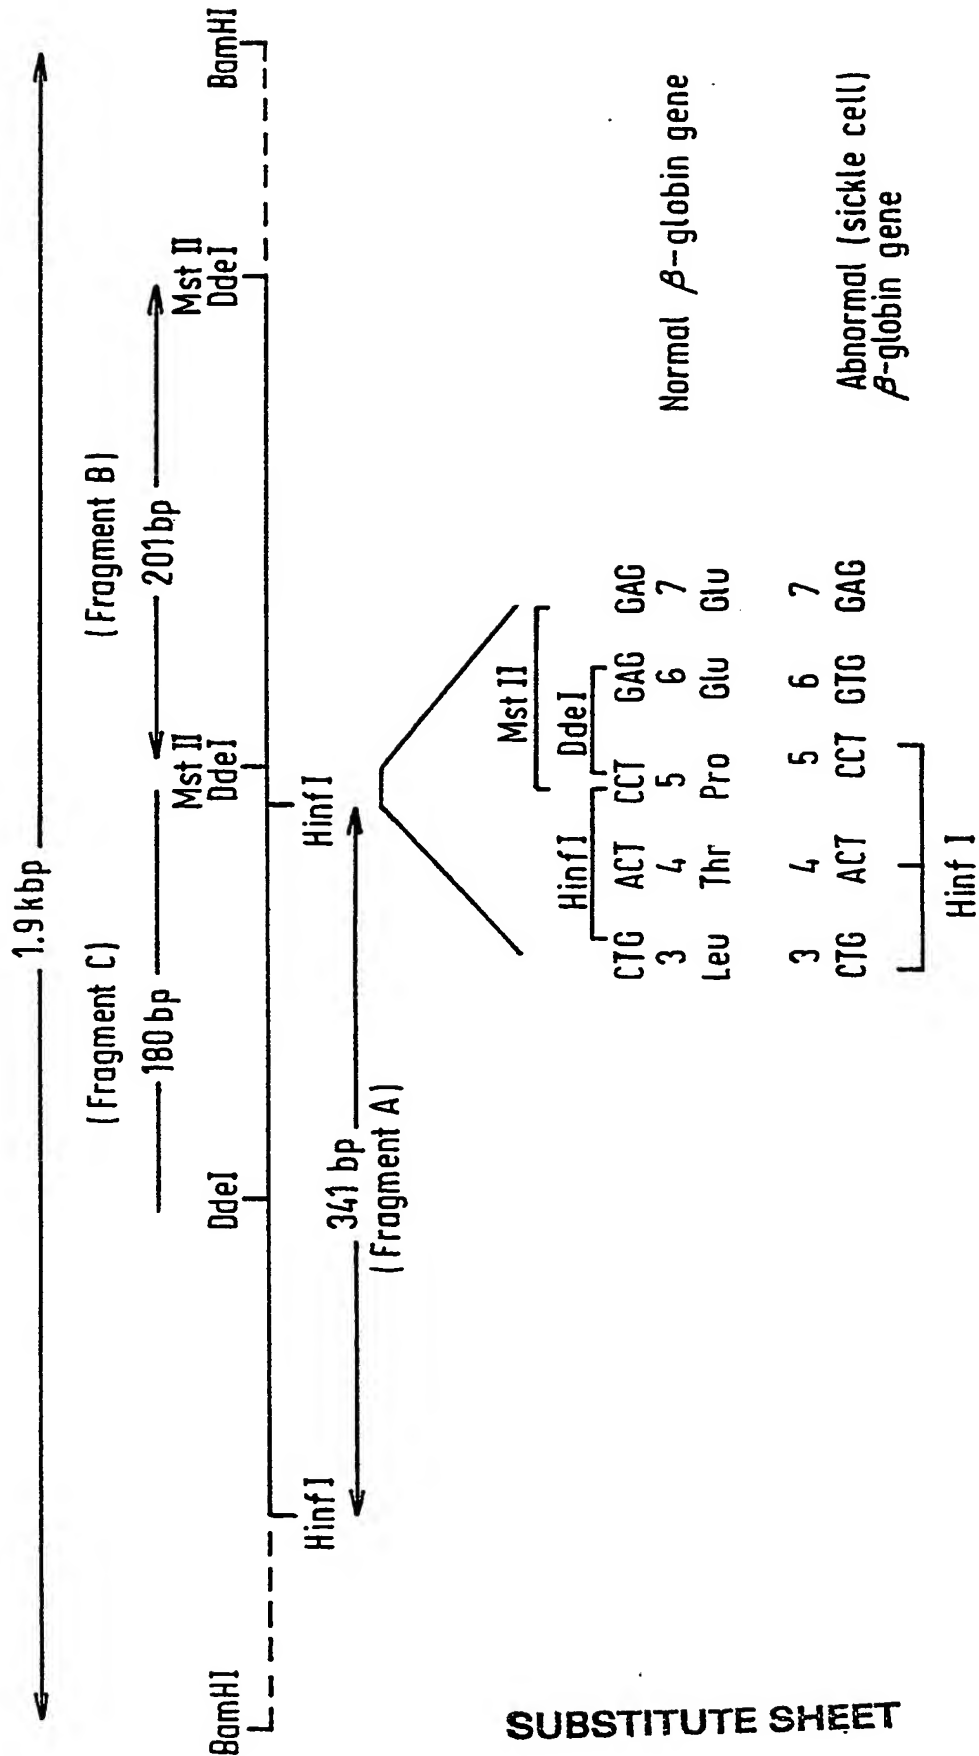 1.9 kbp
(Fragment C) (Fragment B)
180 bp 201 bp
Mst II Mst II
BamHI DdeI DdeI DdeI BamHI
Hinf I Hinf I
341 bp
(Fragment A)
Mst II
Hinf I DdeI
CTG ACT CCT GAG GAG
3 4 5 6 7
Leu Thr Pro Glu Glu
Normal β-globin gene
3 4 5 6 7
CTG ACT CCT GTG GAG
Abnormal (sickle cell)
β-globin gene
Hinf I
SUBSTITUTE SHEET